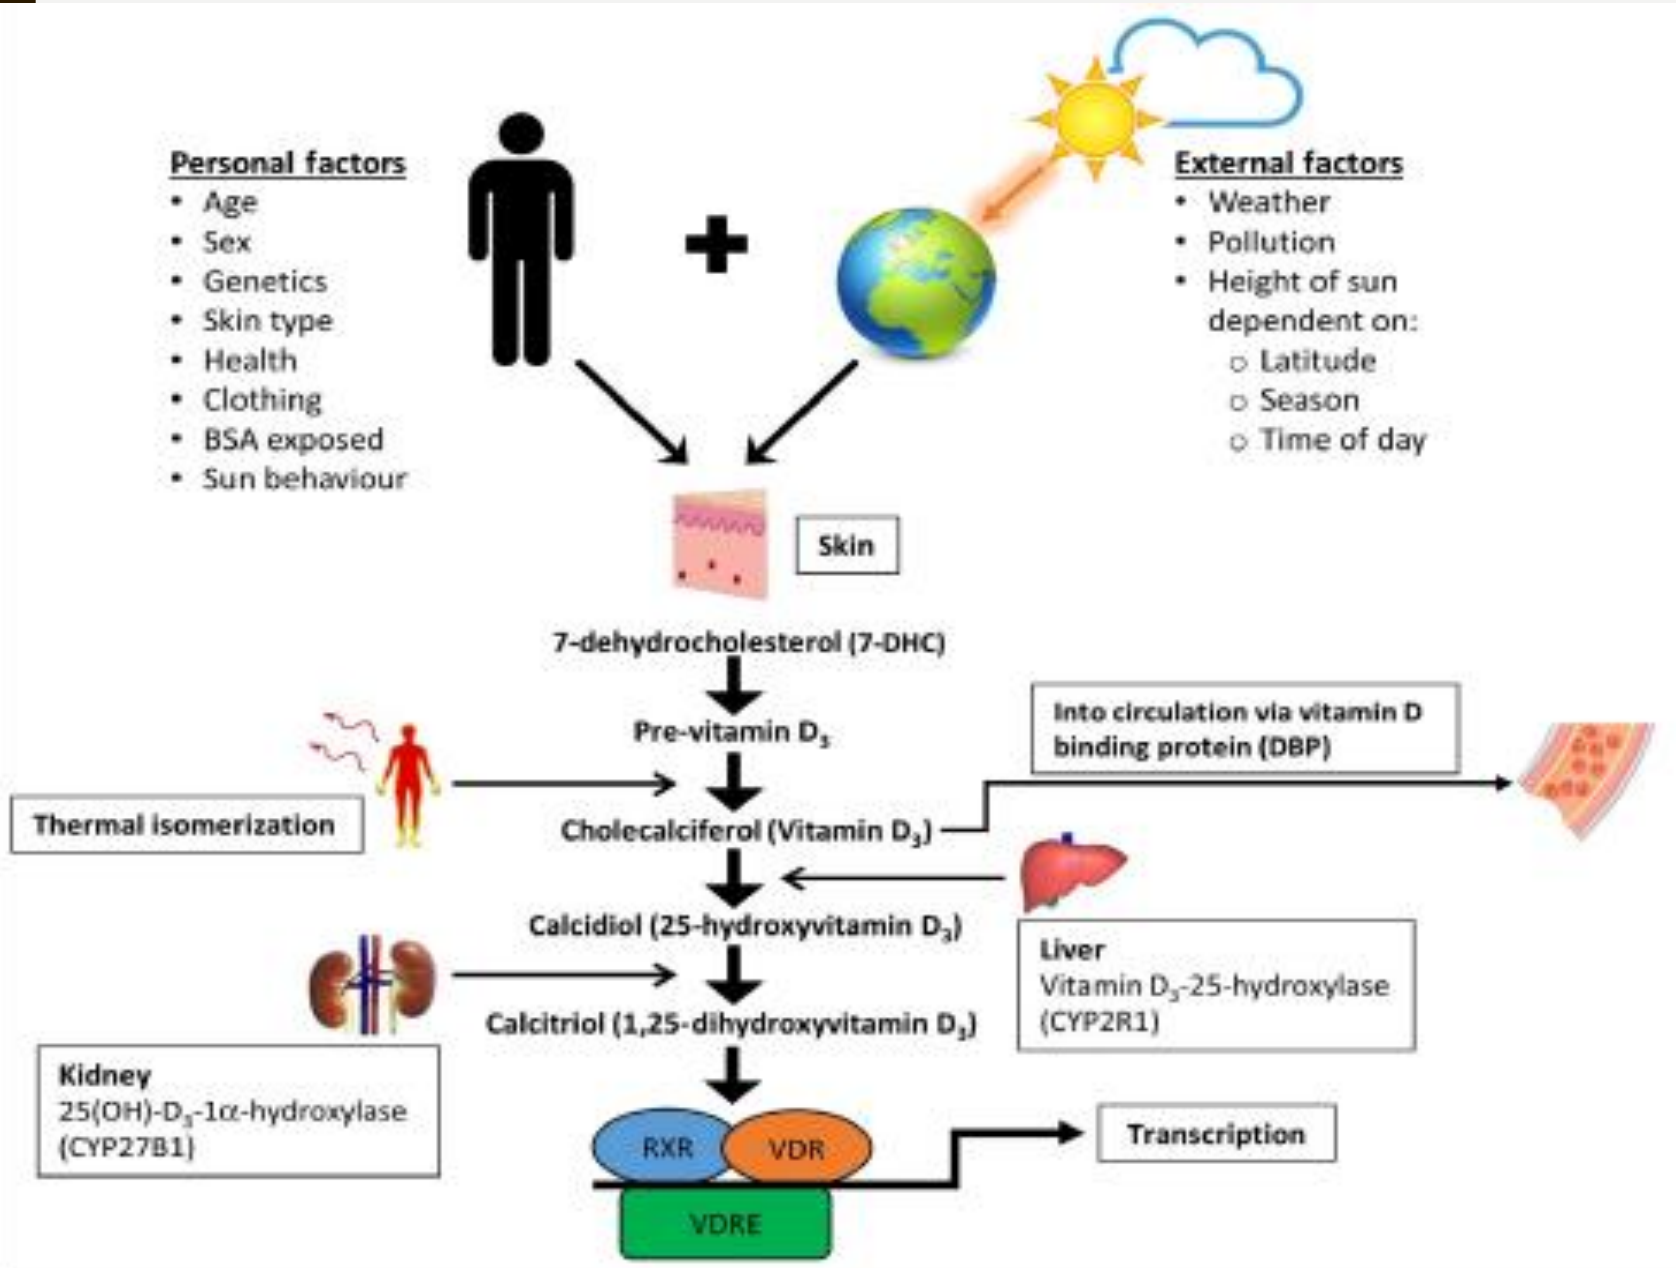 Personal factors
• Age
• Sex
• Genetics
• Skin type
• Health
• Clothing
• BSA exposed
• Sun behaviour
External factors
• Weather
• Pollution
• Height of sun
dependent on:
o Latitude
o Season
o Time of day
Skin
7-dehydrocholesterol (7-DHC)
Pre-vitamin D₃
Into circulation via vitamin D
binding protein (DBP)
Thermal isomerization
Cholecalciferol (Vitamin D₃)
Calcidiol (25-hydroxyvitamin D₃)
Liver
Vitamin D₃-25-hydroxylase
(CYP2R1)
Calcitriol (1,25-dihydroxyvitamin D₃)
Kidney
25(OH)-D₃-1α-hydroxylase
(CYP27B1)
RXR
VDR
Transcription
VDRE